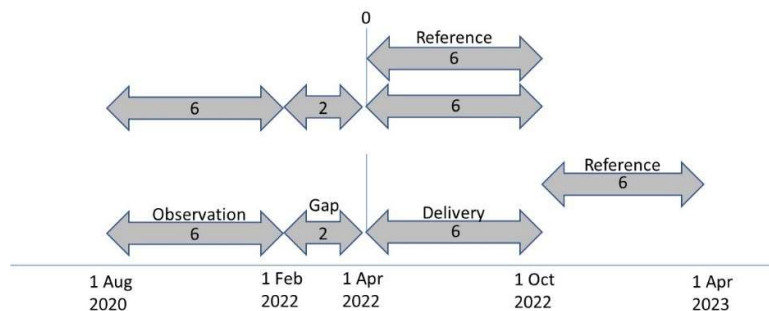 0
Reference
6
6 2 6
Reference
6
Observation Gap Delivery
6 2 6
1 Aug 1 Feb 1 Apr 1 Oct 1 Apr
2020 2022 2022 2022 2023